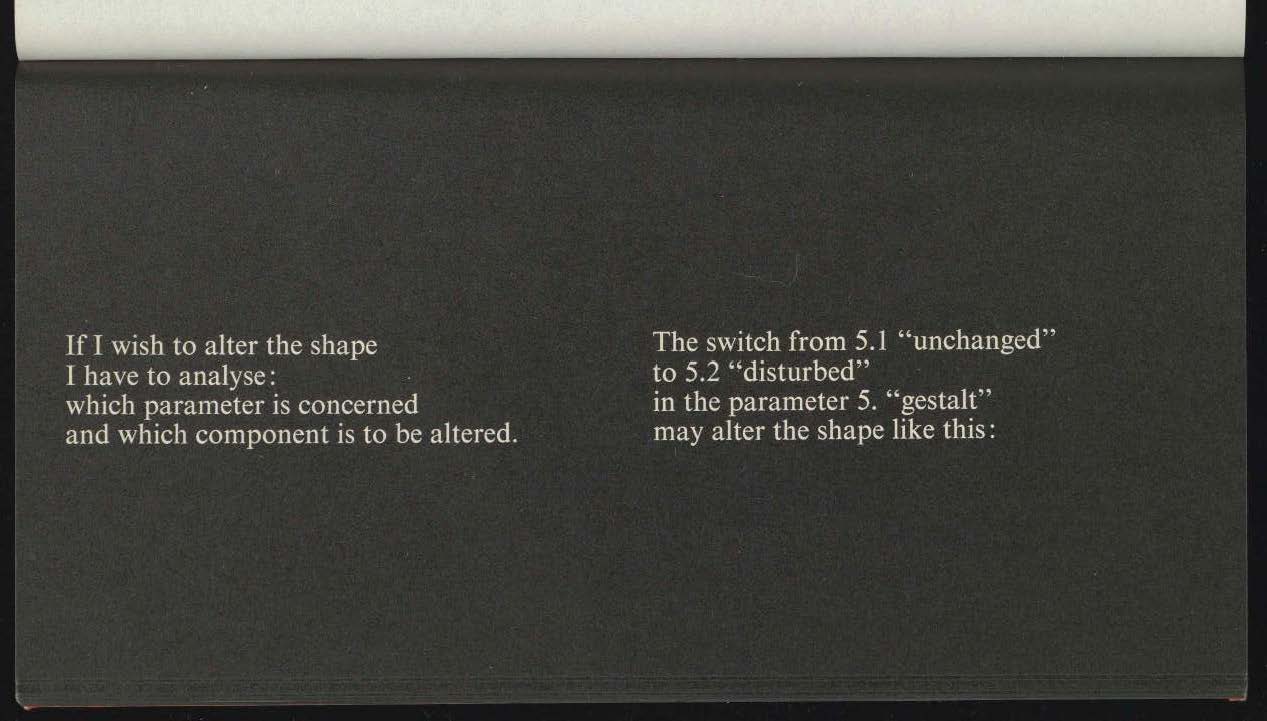 If I wish to alter the shape
I have to analyse:
which parameter is concerned
and which component is to be altered.
The switch from 5.1 “unchanged”
to 5.2 “disturbed”
in the parameter 5. “gestalt”
may alter the shape like this: